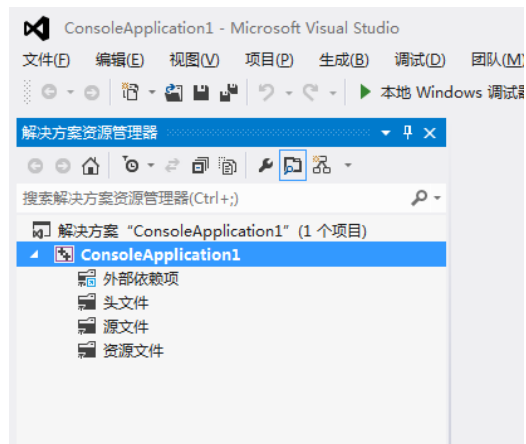 ConsoleApplication1 - Microsoft Visual Studio
文件(F) 编辑(E) 视图(V) 项目(P) 生成(B) 调试(D) 团队(M)
本地 Windows 调试器
解决方案资源管理器
搜索解决方案资源管理器(Ctrl+;)
解决方案 "ConsoleApplication1" (1 个项目)
ConsoleApplication1
外部依赖项
头文件
源文件
资源文件